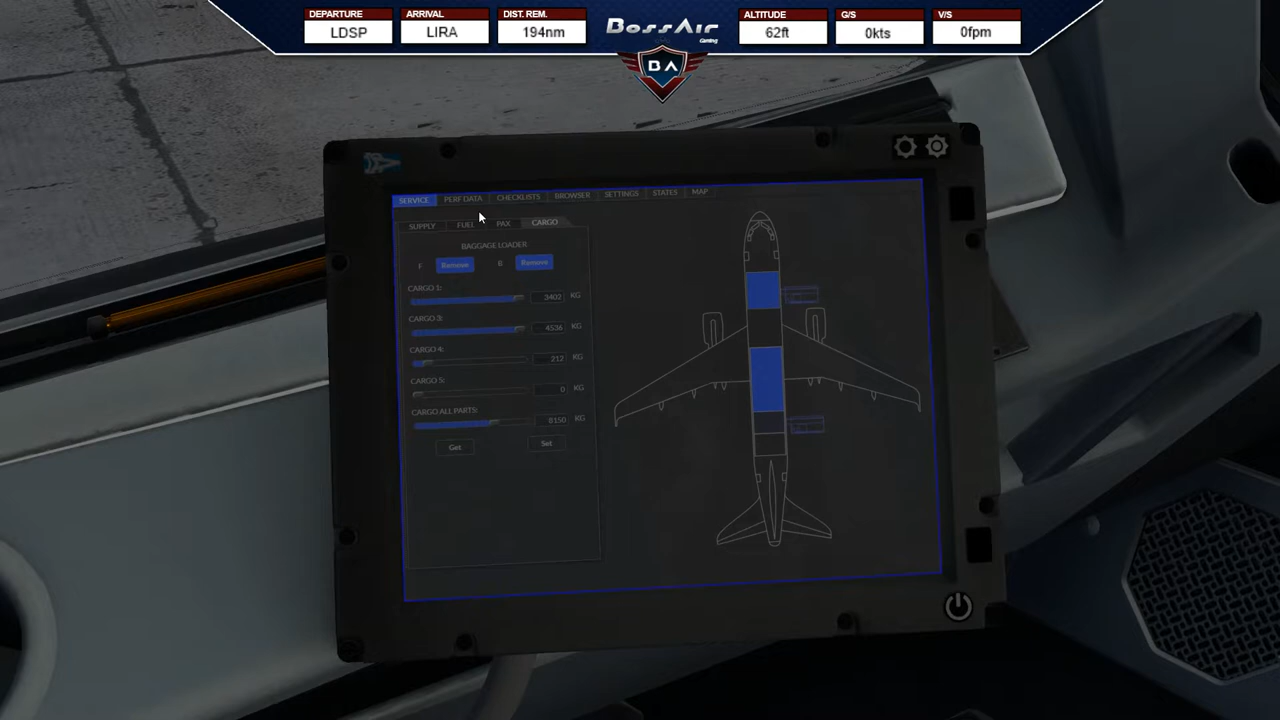 DEPARTURE
LDSP
ARRIVAL
LIRA
DIST. REM.
194nm
BossAir
Gaming
BA
ALTITUDE
62ft
G/S
0kts
V/S
0fpm
SERVICE PERF DATA CHECKLISTS BROWSER SETTINGS STATES MAP
SUPPLY FUEL PAX CARGO
BAGGAGE LOADER
F Remove B Remove
CARGO 1:
3402 KG
CARGO 3:
4536 KG
CARGO 4:
212 KG
CARGO 5:
0 KG
CARGO ALL PARTS:
8150 KG
Get Set